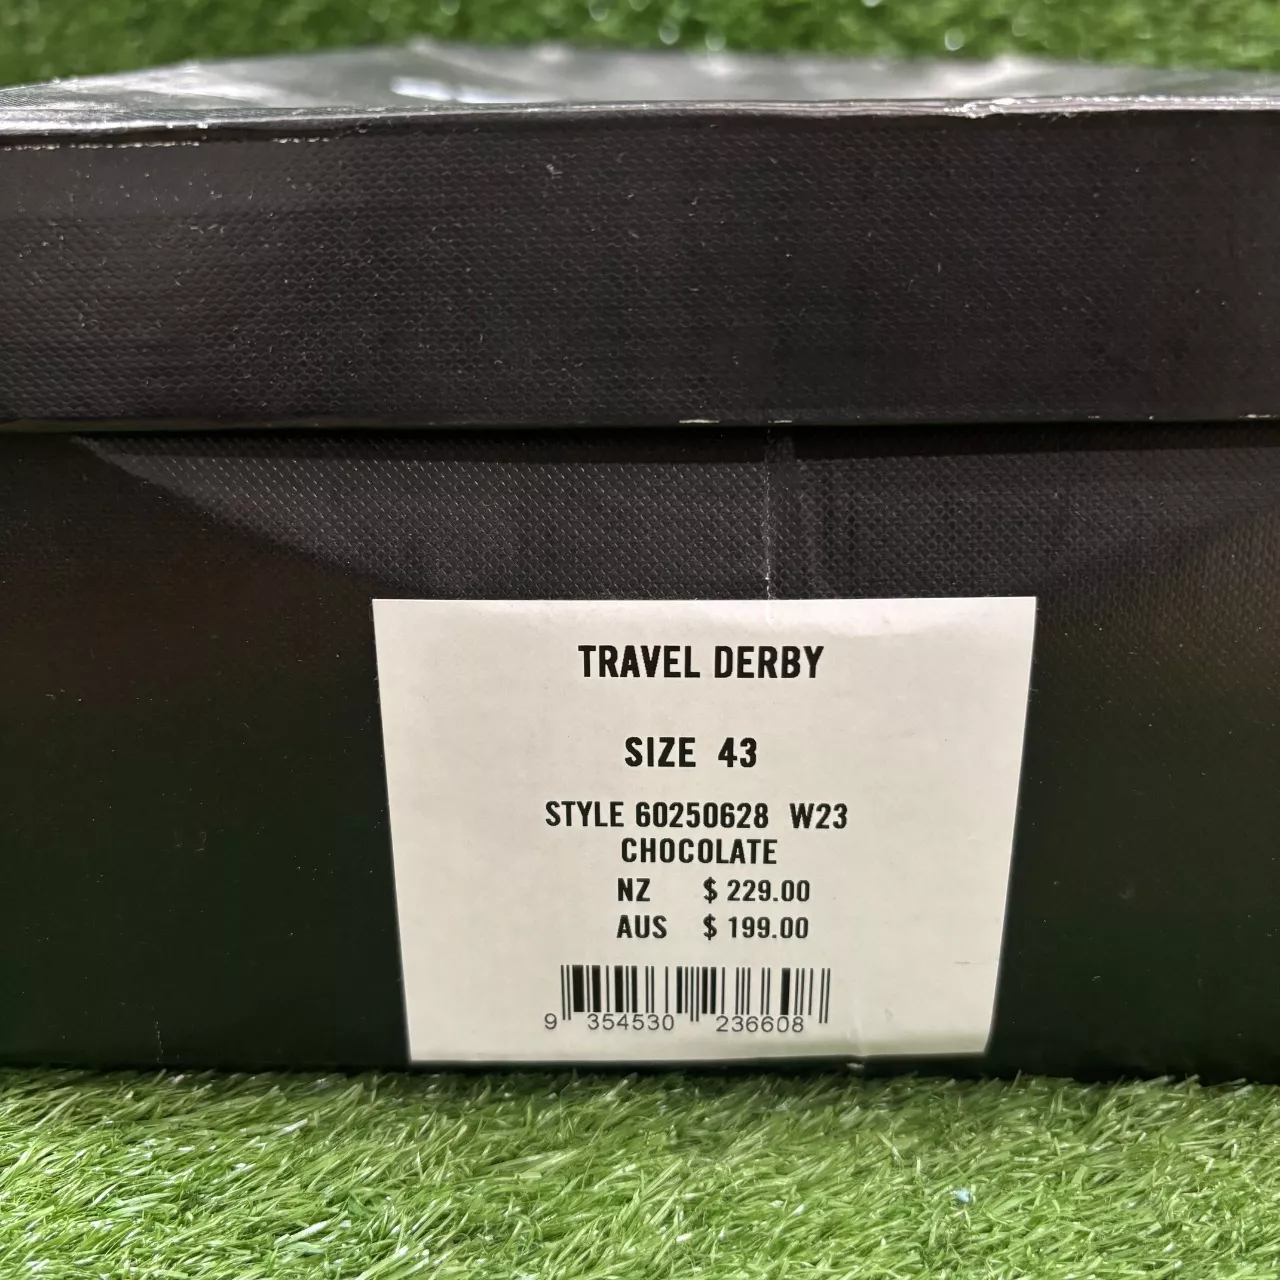 TRAVEL DERBY
SIZE 43
STYLE 60250628 W23
CHOCOLATE
NZ $ 229.00
AUS $ 199.00
9 354530 236608